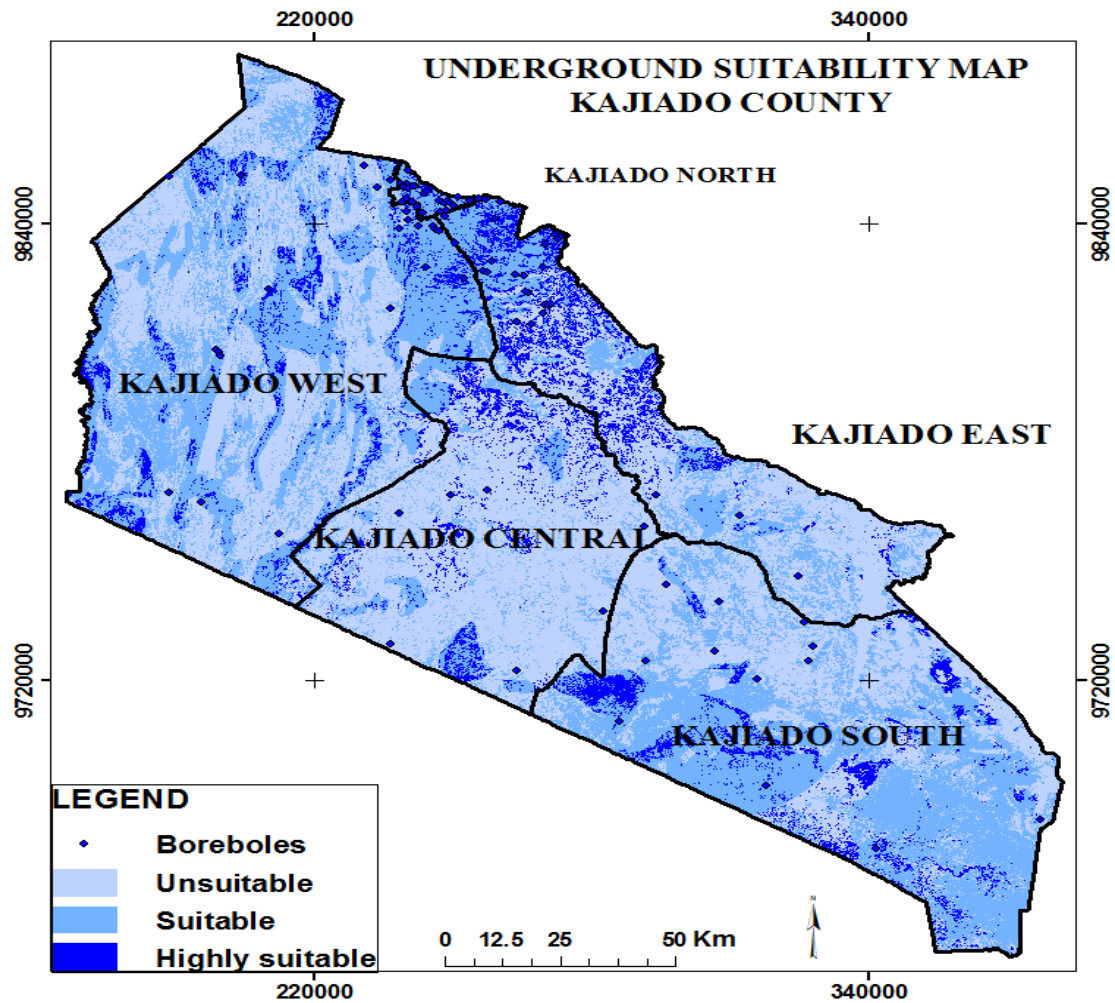 220000 340000
UNDERGROUND SUITABILITY MAP
KAJIADO COUNTY
KAJIADO NORTH
9840000 9840000
KAJIADO WEST
KAJIADO EAST
KAJIADO CENTRAL
9720000 9720000
KAJIADO SOUTH
LEGEND
Boreboles
Unsuitable
Suitable
Highly suitable
0 12.5 25 50 Km
N
220000 340000